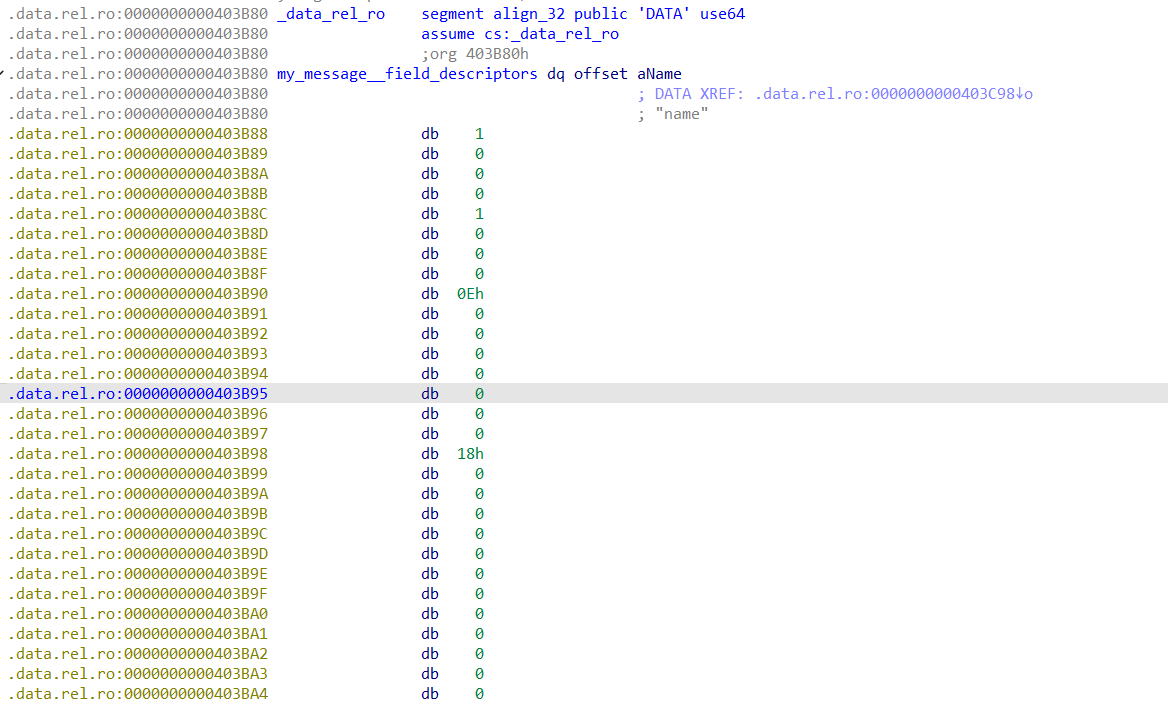 .data.rel.ro:0000000000403B80 _data_rel_ro    segment align_32 public 'DATA' use64
.data.rel.ro:0000000000403B80                 assume cs:_data_rel_ro
.data.rel.ro:0000000000403B80                 ;org 403B80h
.data.rel.ro:0000000000403B80 my_message__field_descriptors dq offset aName
.data.rel.ro:0000000000403B80                                         ; DATA XREF: .data.rel.ro:0000000000403C98↓o
.data.rel.ro:0000000000403B80                                         ; "name"
.data.rel.ro:0000000000403B88                 db    1
.data.rel.ro:0000000000403B89                 db    0
.data.rel.ro:0000000000403B8A                 db    0
.data.rel.ro:0000000000403B8B                 db    0
.data.rel.ro:0000000000403B8C                 db    1
.data.rel.ro:0000000000403B8D                 db    0
.data.rel.ro:0000000000403B8E                 db    0
.data.rel.ro:0000000000403B8F                 db    0
.data.rel.ro:0000000000403B90                 db  0Eh
.data.rel.ro:0000000000403B91                 db    0
.data.rel.ro:0000000000403B92                 db    0
.data.rel.ro:0000000000403B93                 db    0
.data.rel.ro:0000000000403B94                 db    0
.data.rel.ro:0000000000403B95                 db    0
.data.rel.ro:0000000000403B96                 db    0
.data.rel.ro:0000000000403B97                 db    0
.data.rel.ro:0000000000403B98                 db  18h
.data.rel.ro:0000000000403B99                 db    0
.data.rel.ro:0000000000403B9A                 db    0
.data.rel.ro:0000000000403B9B                 db    0
.data.rel.ro:0000000000403B9C                 db    0
.data.rel.ro:0000000000403B9D                 db    0
.data.rel.ro:0000000000403B9E                 db    0
.data.rel.ro:0000000000403B9F                 db    0
.data.rel.ro:0000000000403BA0                 db    0
.data.rel.ro:0000000000403BA1                 db    0
.data.rel.ro:0000000000403BA2                 db    0
.data.rel.ro:0000000000403BA3                 db    0
.data.rel.ro:0000000000403BA4                 db    0